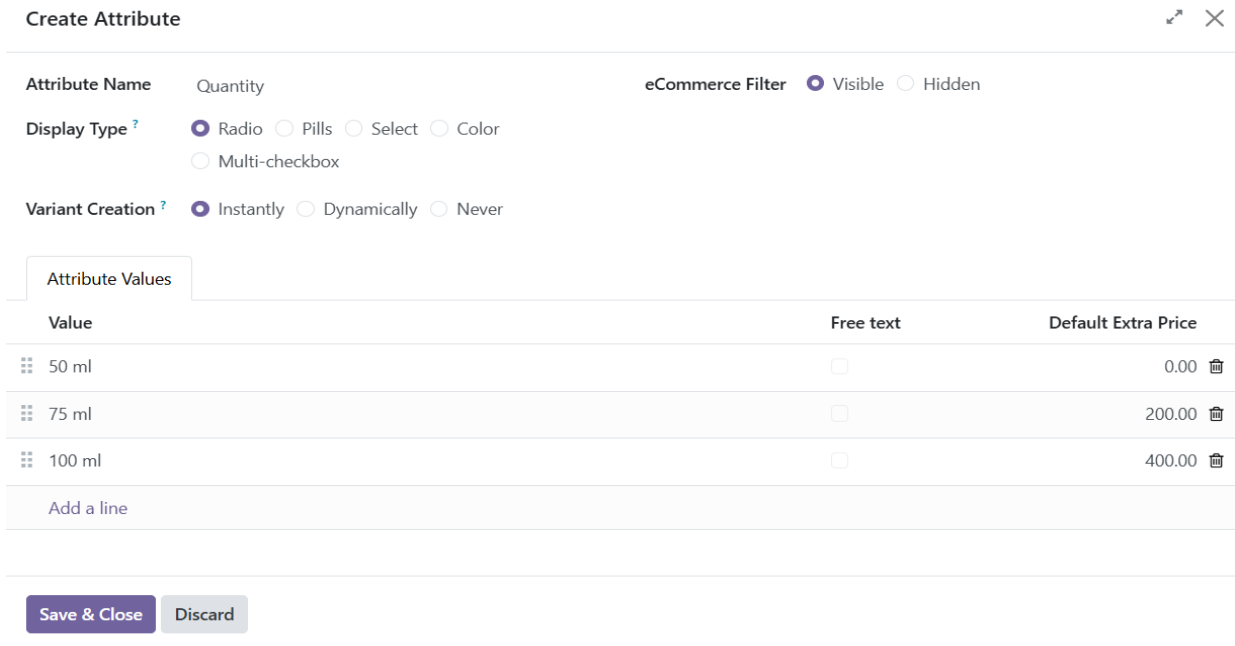 Create Attribute
Attribute Name Quantity eCommerce Filter Visible Hidden
Display Type ? Radio Pills Select Color
Multi-checkbox
Variant Creation ? Instantly Dynamically Never
Attribute Values
Value Free text Default Extra Price
50 ml 0.00
75 ml 200.00
100 ml 400.00
Add a line
Save & Close Discard